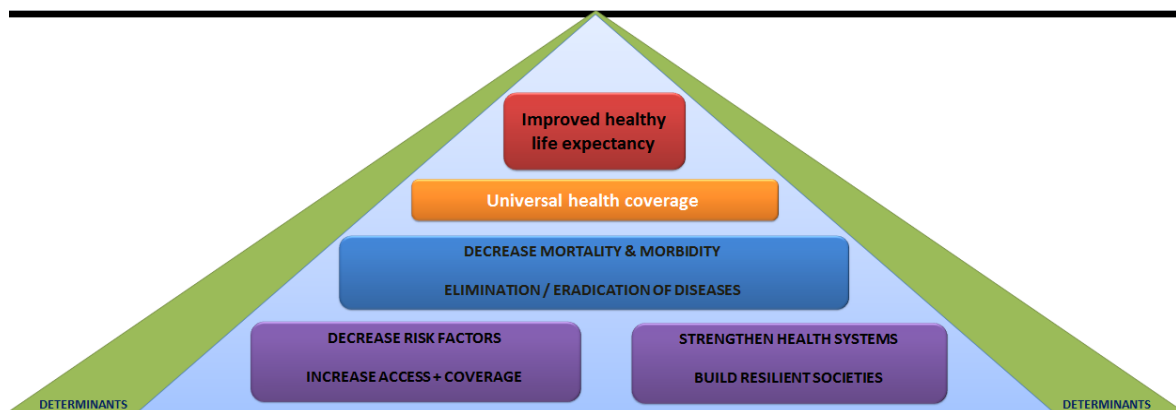 Improved healthy
life expectancy
Universal health coverage
DECREASE MORTALITY & MORBIDITY
ELIMINATION / ERADICATION OF DISEASES
DECREASE RISK FACTORS
INCREASE ACCESS + COVERAGE
STRENGTHEN HEALTH SYSTEMS
BUILD RESILIENT SOCIETIES
DETERMINANTS
DETERMINANTS